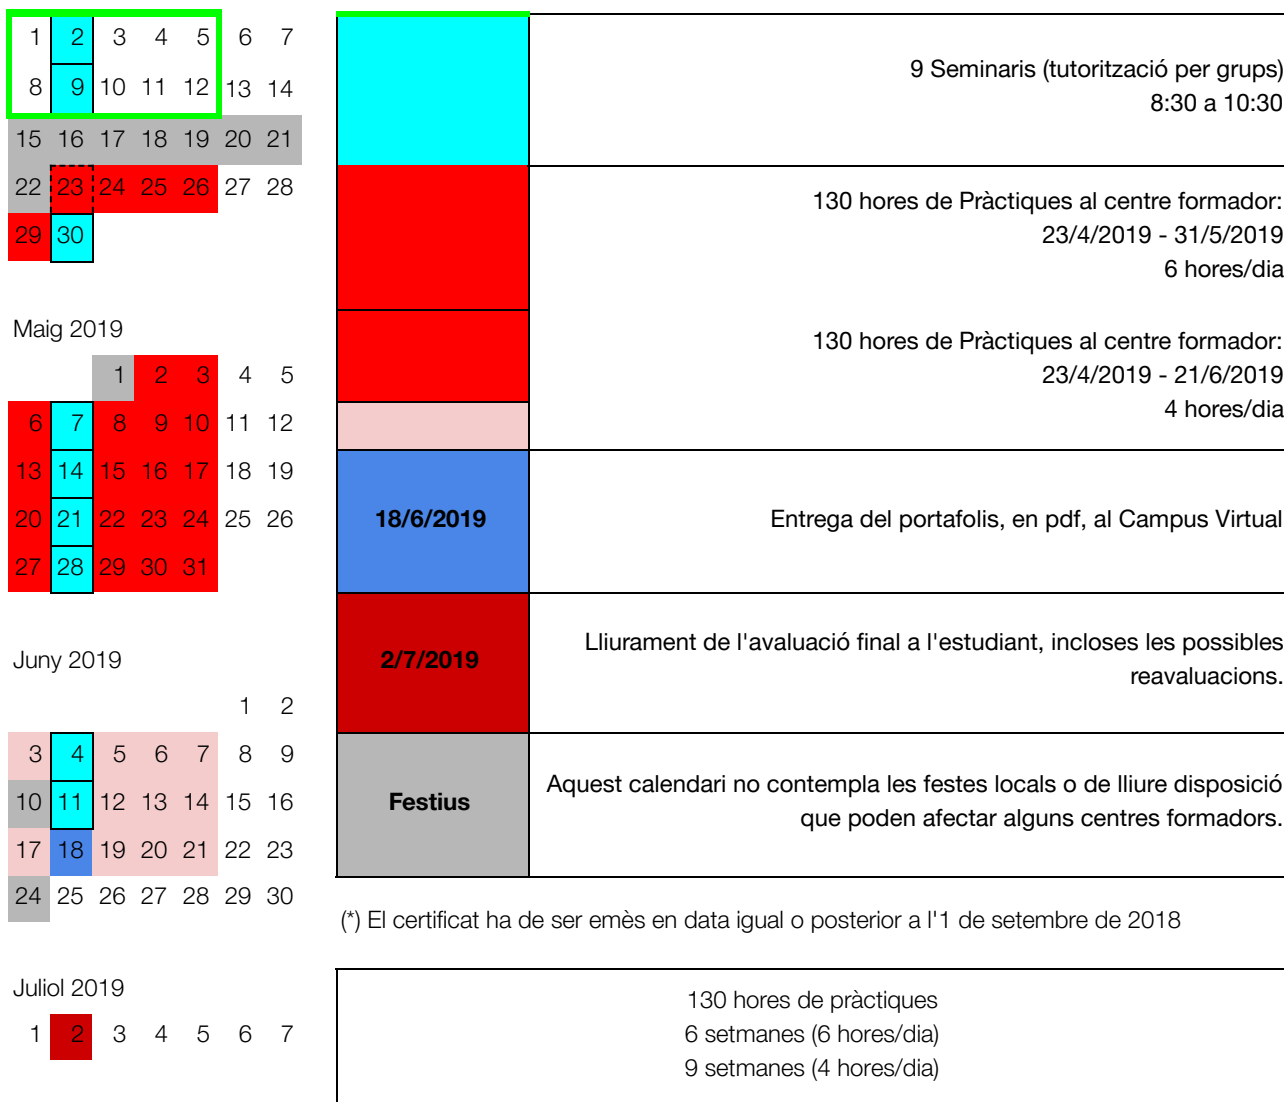 1 2 3 4 5 6 7
8 9 10 11 12 13 14
15 16 17 18 19 20 21
22 23 24 25 26 27 28
29 30
Maig 2019
1 2 3 4 5
6 7 8 9 10 11 12
13 14 15 16 17 18 19
20 21 22 23 24 25 26
27 28 29 30 31
Juny 2019
1 2
3 4 5 6 7 8 9
10 11 12 13 14 15 16
17 18 19 20 21 22 23
24 25 26 27 28 29 30
Juliol 2019
1 2 3 4 5 6 7
9 Seminaris (tutorització per grups)
8:30 a 10:30
130 hores de Pràctiques al centre formador:
23/4/2019 - 31/5/2019
6 hores/dia
130 hores de Pràctiques al centre formador:
23/4/2019 - 21/6/2019
4 hores/dia
18/6/2019
Entrega del portafolis, en pdf, al Campus Virtual
2/7/2019
Lliurament de l'avaluació final a l'estudiant, incloses les possibles
reavaluacions.
Festius
Aquest calendari no contempla les festes locals o de lliure disposició
que poden afectar alguns centres formadors.
(*) El certificat ha de ser emès en data igual o posterior a l'1 de setembre de 2018
130 hores de pràctiques
6 setmanes (6 hores/dia)
9 setmanes (4 hores/dia)